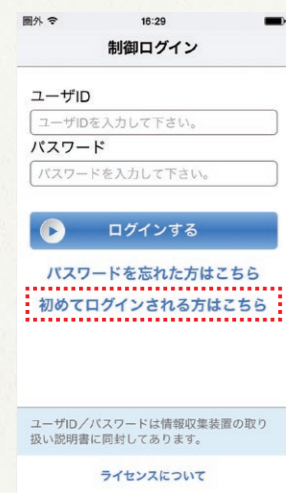 圏外 16:29
制御ログイン
ユーザID
ユーザIDを入力して下さい。
パスワード
パスワードを入力して下さい。
ログインする
パスワードを忘れた方はこちら
初めてログインされる方はこちら
ユーザID／パスワードは情報収集装置の取り
扱い説明書に同封してあります。
ライセンスについて